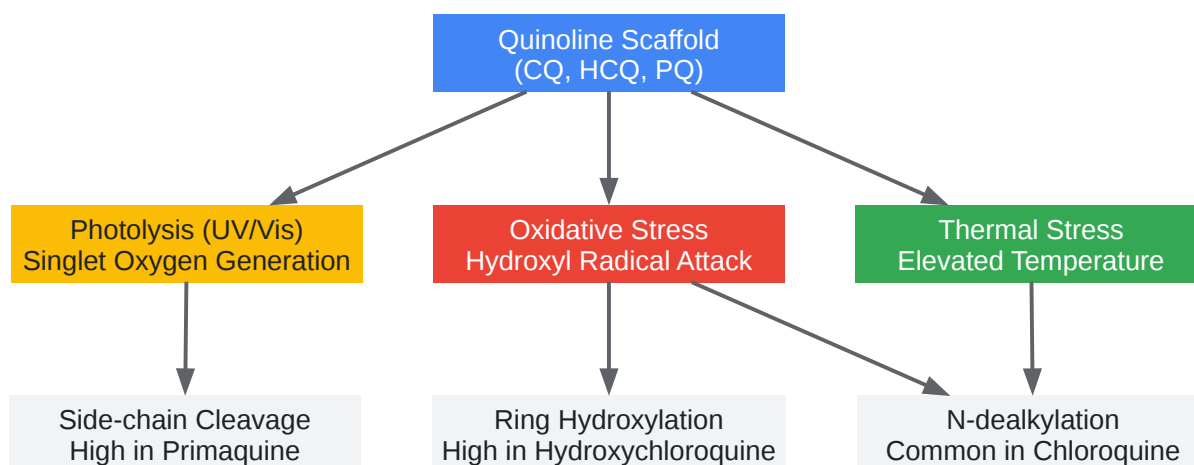 Quinoline Scaffold
(CQ, HCQ, PQ)
Photolysis (UV/Vis)
Singlet Oxygen Generation
Oxidative Stress
Hydroxyl Radical Attack
Thermal Stress
Elevated Temperature
Side-chain Cleavage
High in Primaquine
Ring Hydroxylation
High in Hydroxychloroquine
N-dealkylation
Common in Chloroquine